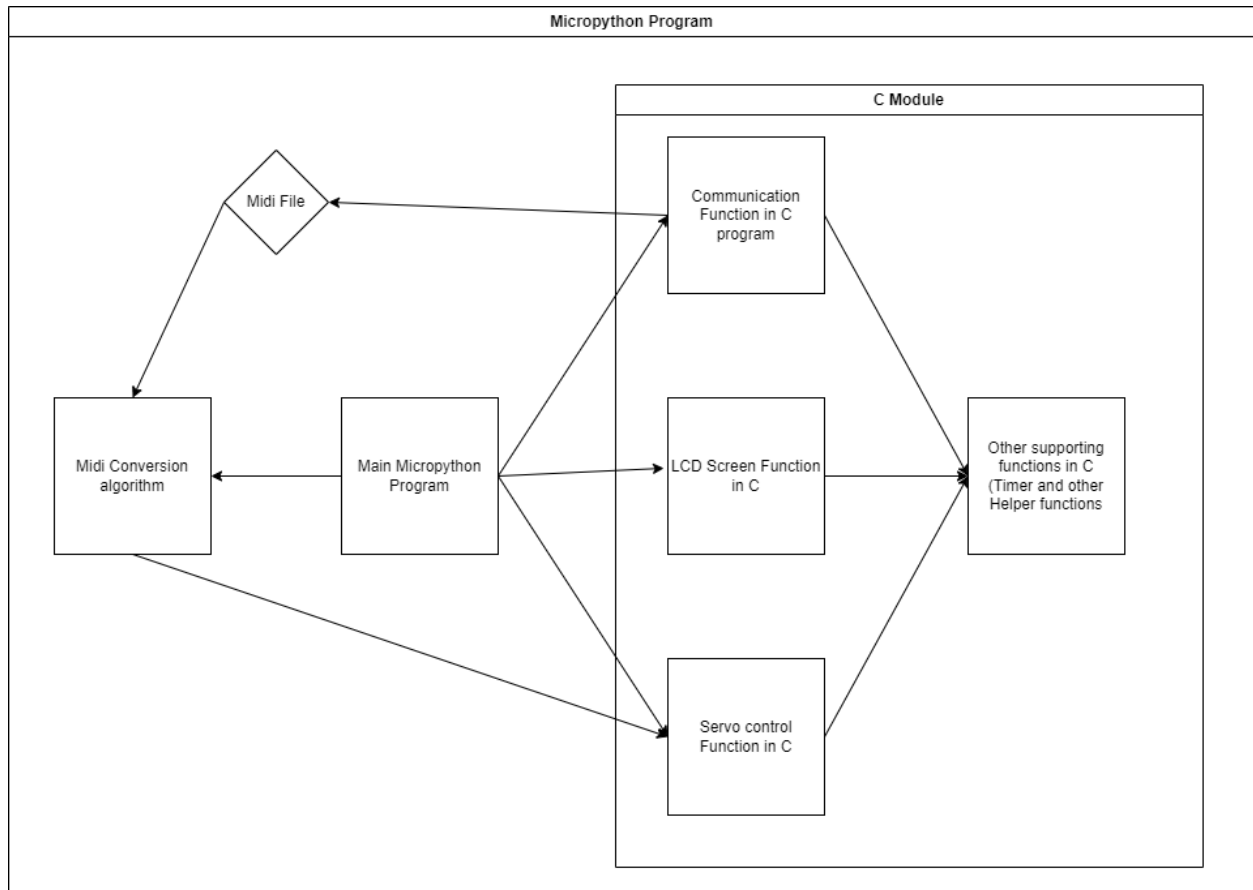 Micropython Program
C Module
Midi File
Communication
Function in C
program
Midi Conversion
algorithm
Main Micropython
Program
LCD Screen Function
in C
Other supporting
functions in C
(Timer and other
Helper functions
Servo control
Function in C